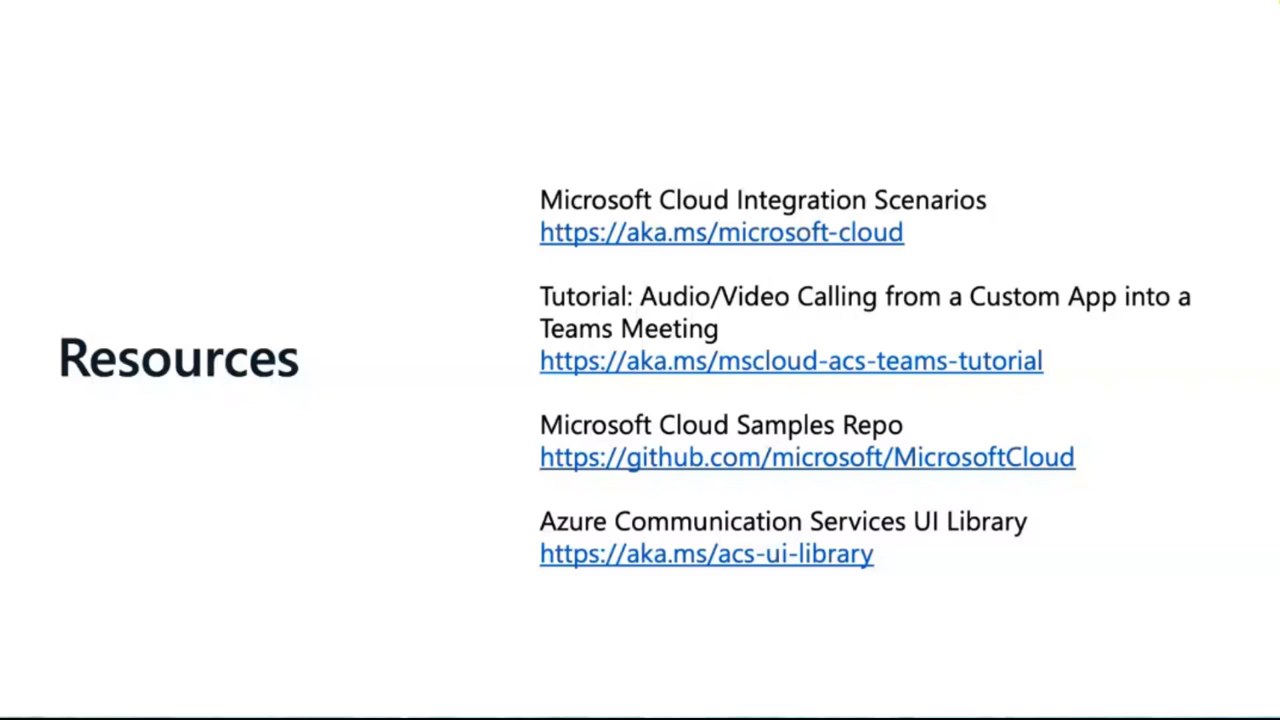 Resources
Microsoft Cloud Integration Scenarios
https://aka.ms/microsoft-cloud
Tutorial: Audio/Video Calling from a Custom App into a
Teams Meeting
https://aka.ms/mscloud-acs-teams-tutorial
Microsoft Cloud Samples Repo
https://github.com/microsoft/MicrosoftCloud
Azure Communication Services UI Library
https://aka.ms/acs-ui-library